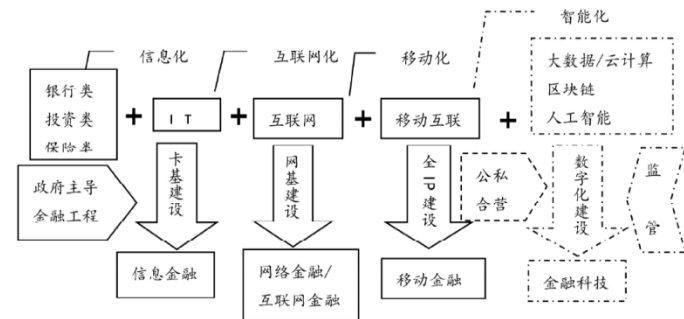 信息化
互联网化
移动化
智能化
银行类
投资类
保险类
IT
互联网
移动互联
大数据/云计算
区块链
人工智能
政府主导
金融工程
卡基建设
网基建设
全IP建设
公私
合营
数字化建设
监
管
信息金融
网络金融/
互联网金融
移动金融
金融科技